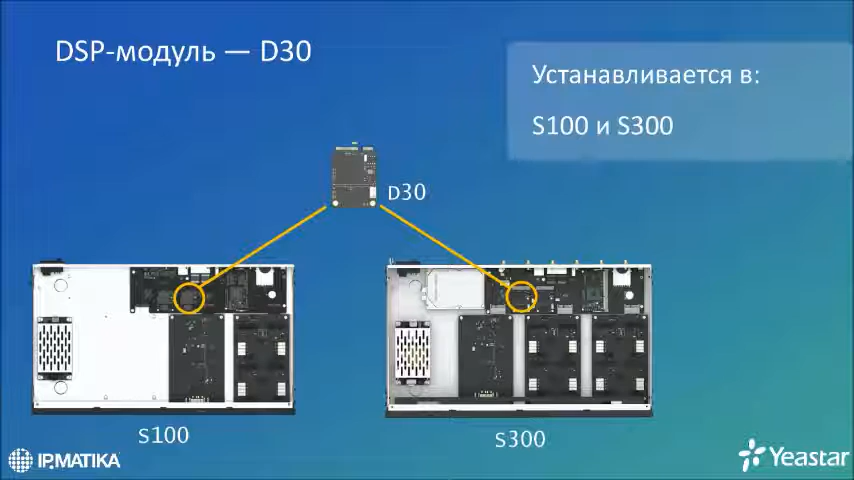 DSP-модуль — D30
Устанавливается в:
S100 и S300
D30
S100
S300
IP.MATIKA
Yeastar